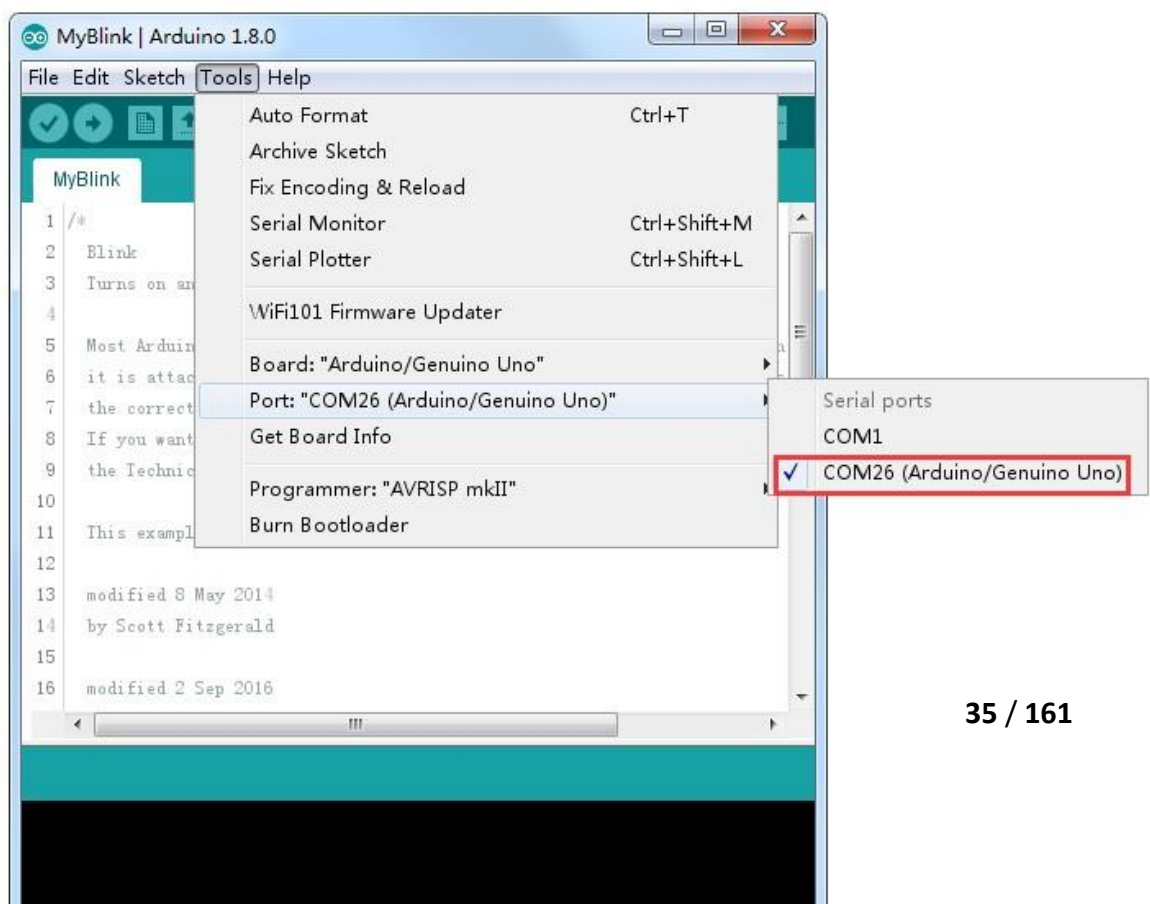 MyBlink | Arduino 1.8.0
File Edit Sketch Tools Help
Auto Format Ctrl+T
Archive Sketch
MyBlink
Fix Encoding & Reload
1 /*
Serial Monitor Ctrl+Shift+M
2 Blink
Serial Plotter Ctrl+Shift+L
3 Turns on an
4
WiFi101 Firmware Updater
5 Most Arduin
Board: "Arduino/Genuino Uno"
6 it is attac
Port: "COM26 (Arduino/Genuino Uno)"
Serial ports
7 the correct
Get Board Info
COM1
8 If you want
9 the Technic
COM26 (Arduino/Genuino Uno)
Programmer: "AVRISP mkII"
10
Burn Bootloader
11 This exampl
12
13 modified 8 May 2014
14 by Scott Fitzgerald
15
16 modified 2 Sep 2016
35 / 161